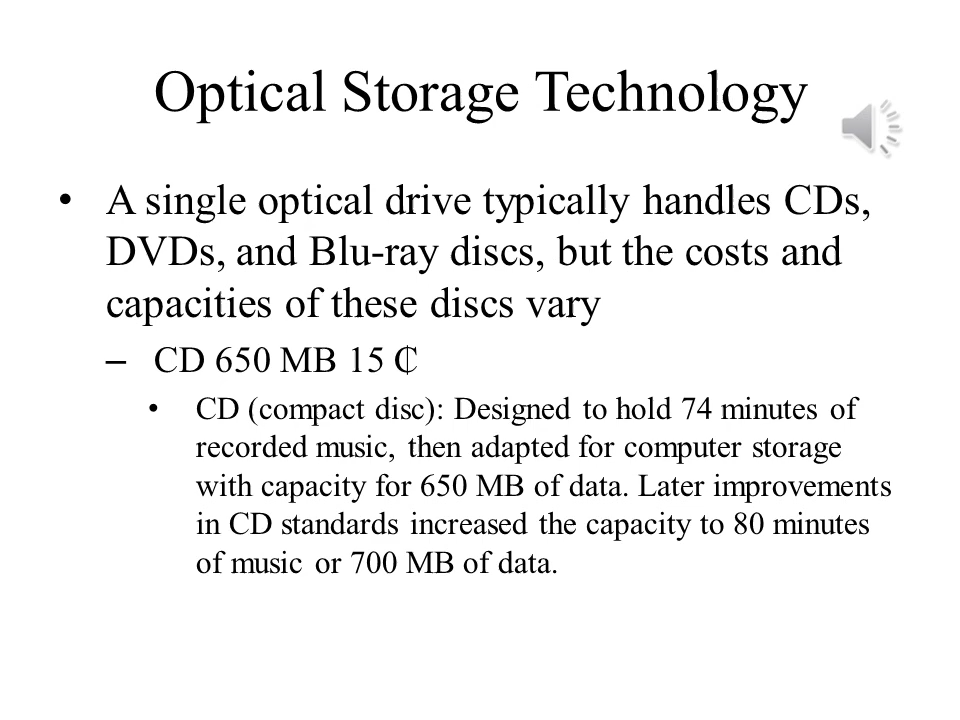 Optical Storage Technology
• A single optical drive typically handles CDs,
DVDs, and Blu-ray discs, but the costs and
capacities of these discs vary
– CD 650 MB 15 ₵
• CD (compact disc): Designed to hold 74 minutes of
recorded music, then adapted for computer storage
with capacity for 650 MB of data. Later improvements
in CD standards increased the capacity to 80 minutes
of music or 700 MB of data.